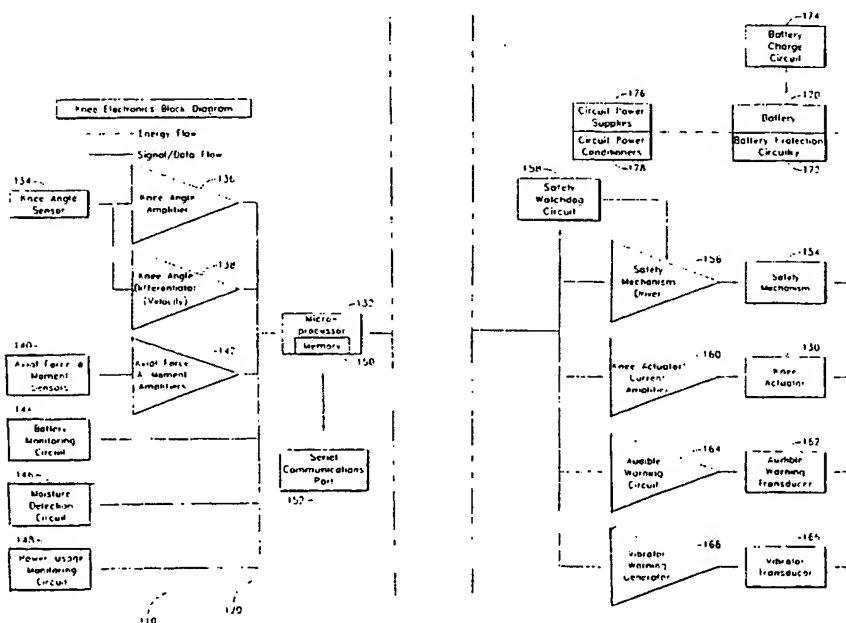 Knee Electronics Block Diagram
Energy Flow
Signal/Data Flow
134
Knee Angle
Sensor
136
Knee Angle
Amplifier
138
Knee Angle
Differentiator
(Velocity)
140
Axial Force &
Moment
Sensors
142
Axial Force
& Moment
Amplifiers
144
Battery
Monitoring
Circuit
146
Moisture
Detection
Circuit
148
Power Usage
Monitoring
Circuit
110
120
132
Micro-
processor
Memory
150
Serial
Communications
Port
152
174
Battery
Charge
Circuit
176
Circuit Power
Supplies
Circuit Power
Conditioners
178
Battery
Battery Protection
Circuitry
172
158
Safety
Watchdog
Circuit
156
Safety
Mechanism
Driver
154
Safety
Mechanism
160
Knee Actuator
Current
Amplifier
130
Knee
Actuator
164
Audible
Warning
Circuit
162
Audible
Warning
Transducer
168
Vibrator
Warning
Generator
166
Vibrator
Transducer